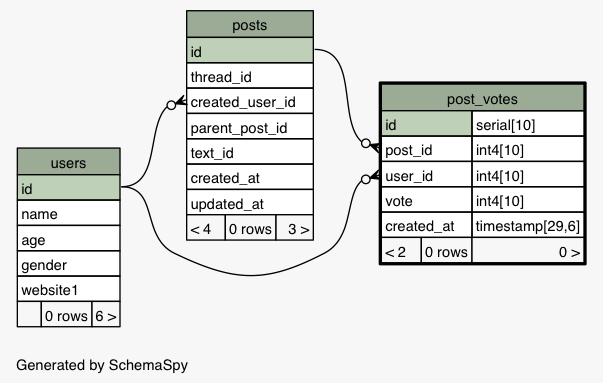 posts
id
thread_id
created_user_id
parent_post_id
text_id
created_at
updated_at
< 4 0 rows 3 >
post_votes
id serial[10]
post_id int4[10]
user_id int4[10]
vote int4[10]
created_at timestamp[29,6]
< 2 0 rows 0 >
users
id
name
age
gender
website1
0 rows 6 >
Generated by SchemaSpy